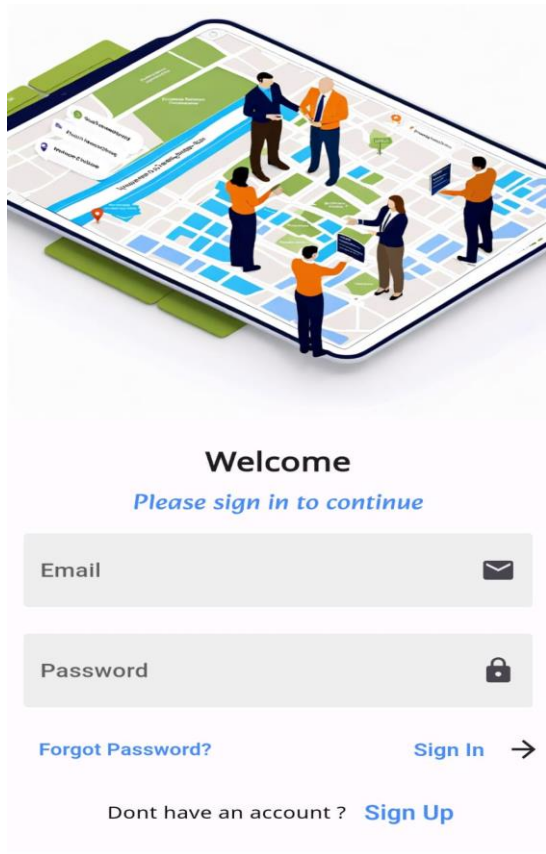 Welcome
Please sign in to continue
Email
Password
Forgot Password?
Sign In
Dont have an account ? Sign Up